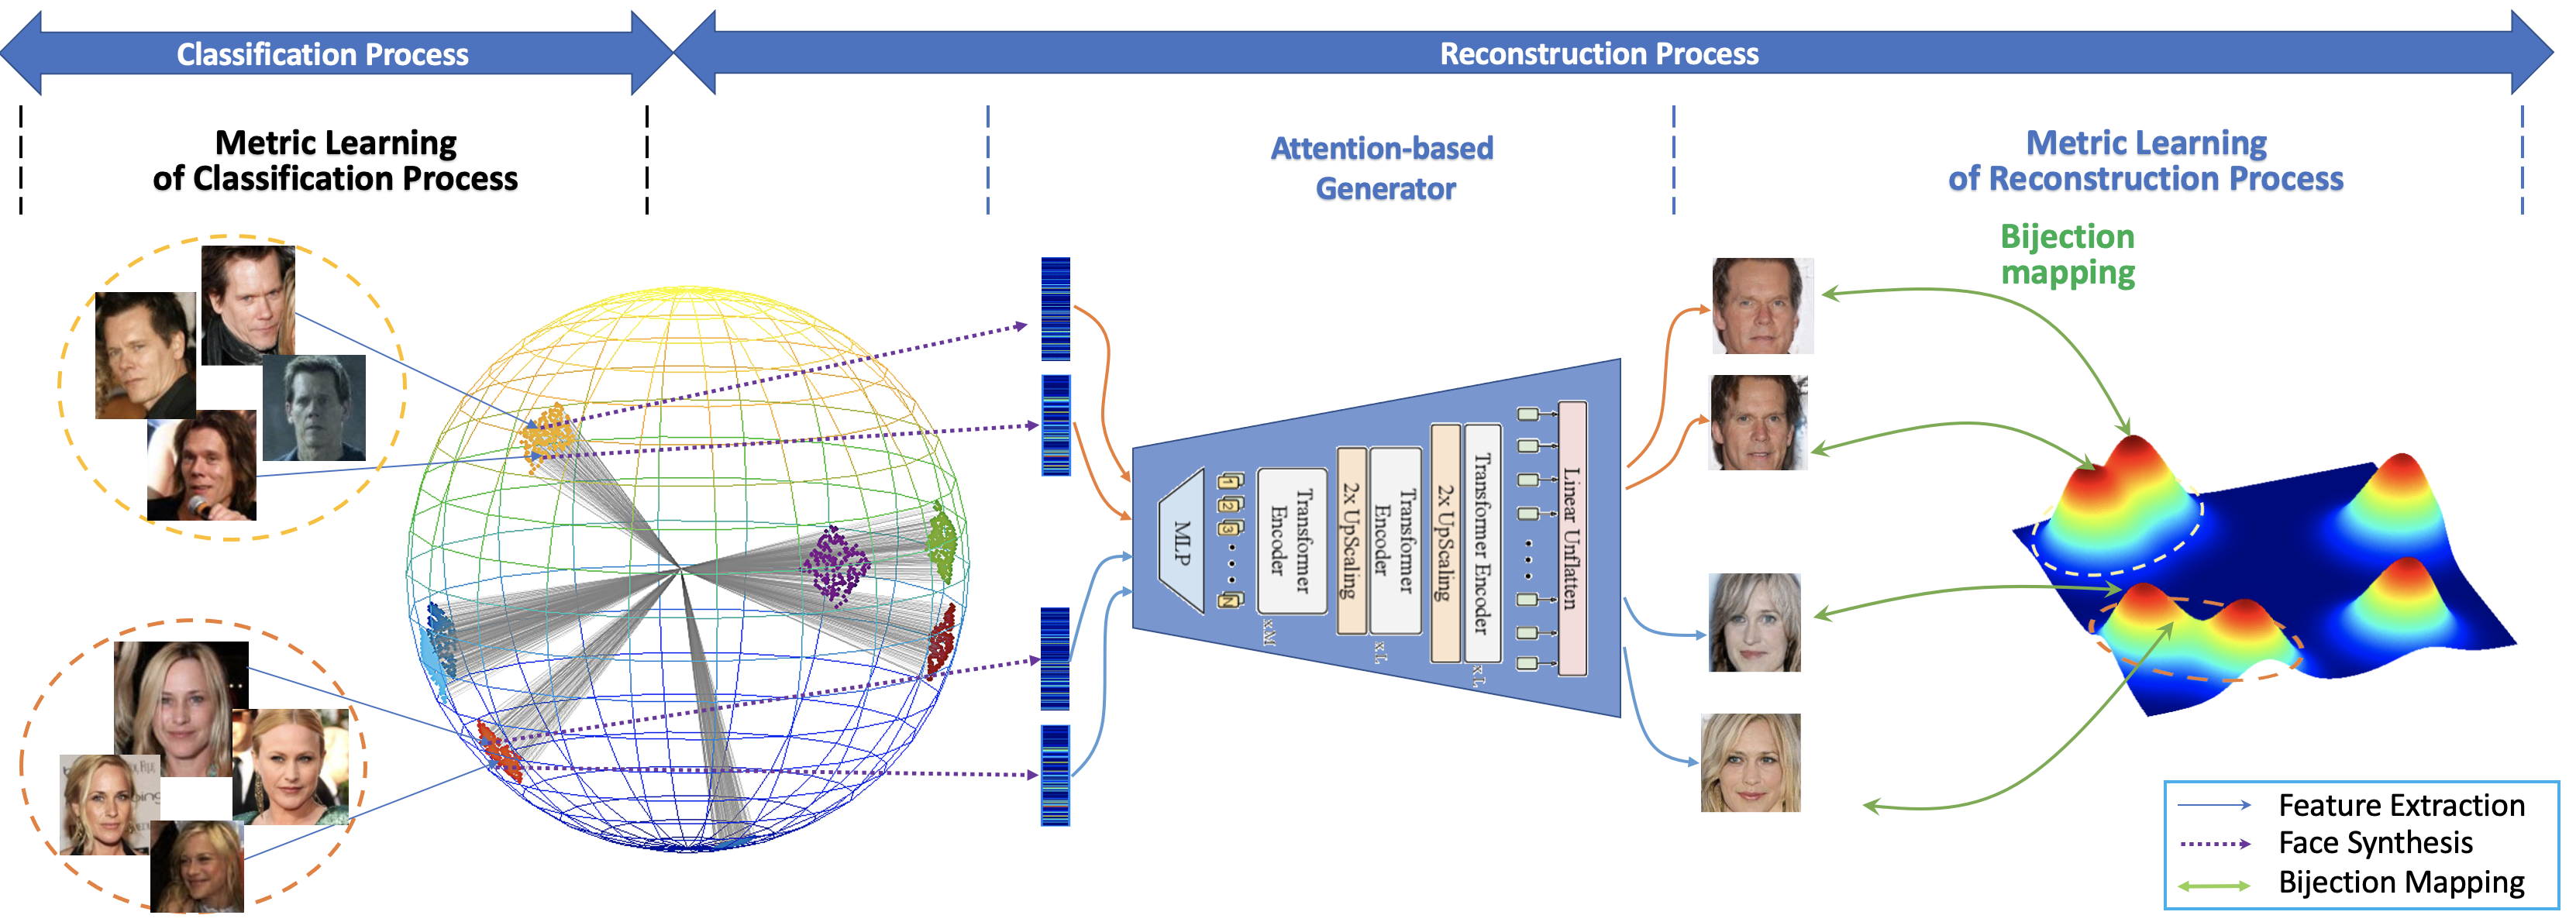 Classification Process
Reconstruction Process
Metric Learning
of Classification Process
Attention-based
Generator
Metric Learning
of Reconstruction Process
Bijection
mapping
MLP
1
2
3
N
Transformer
Encoder
x M
2x UpScaling
Transformer
Encoder
x L
2x UpScaling
Transformer Encoder
x L
Linear Unflatten
Feature Extraction
Face Synthesis
Bijection Mapping